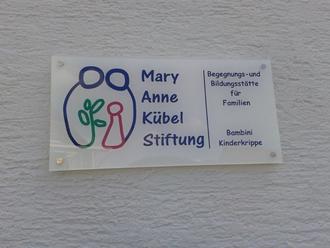 Mary
Anne
Kübel
Stiftung
Begegnungs-und
Bildungsstätte
für
Familien
Bambini
Kinderkrippe